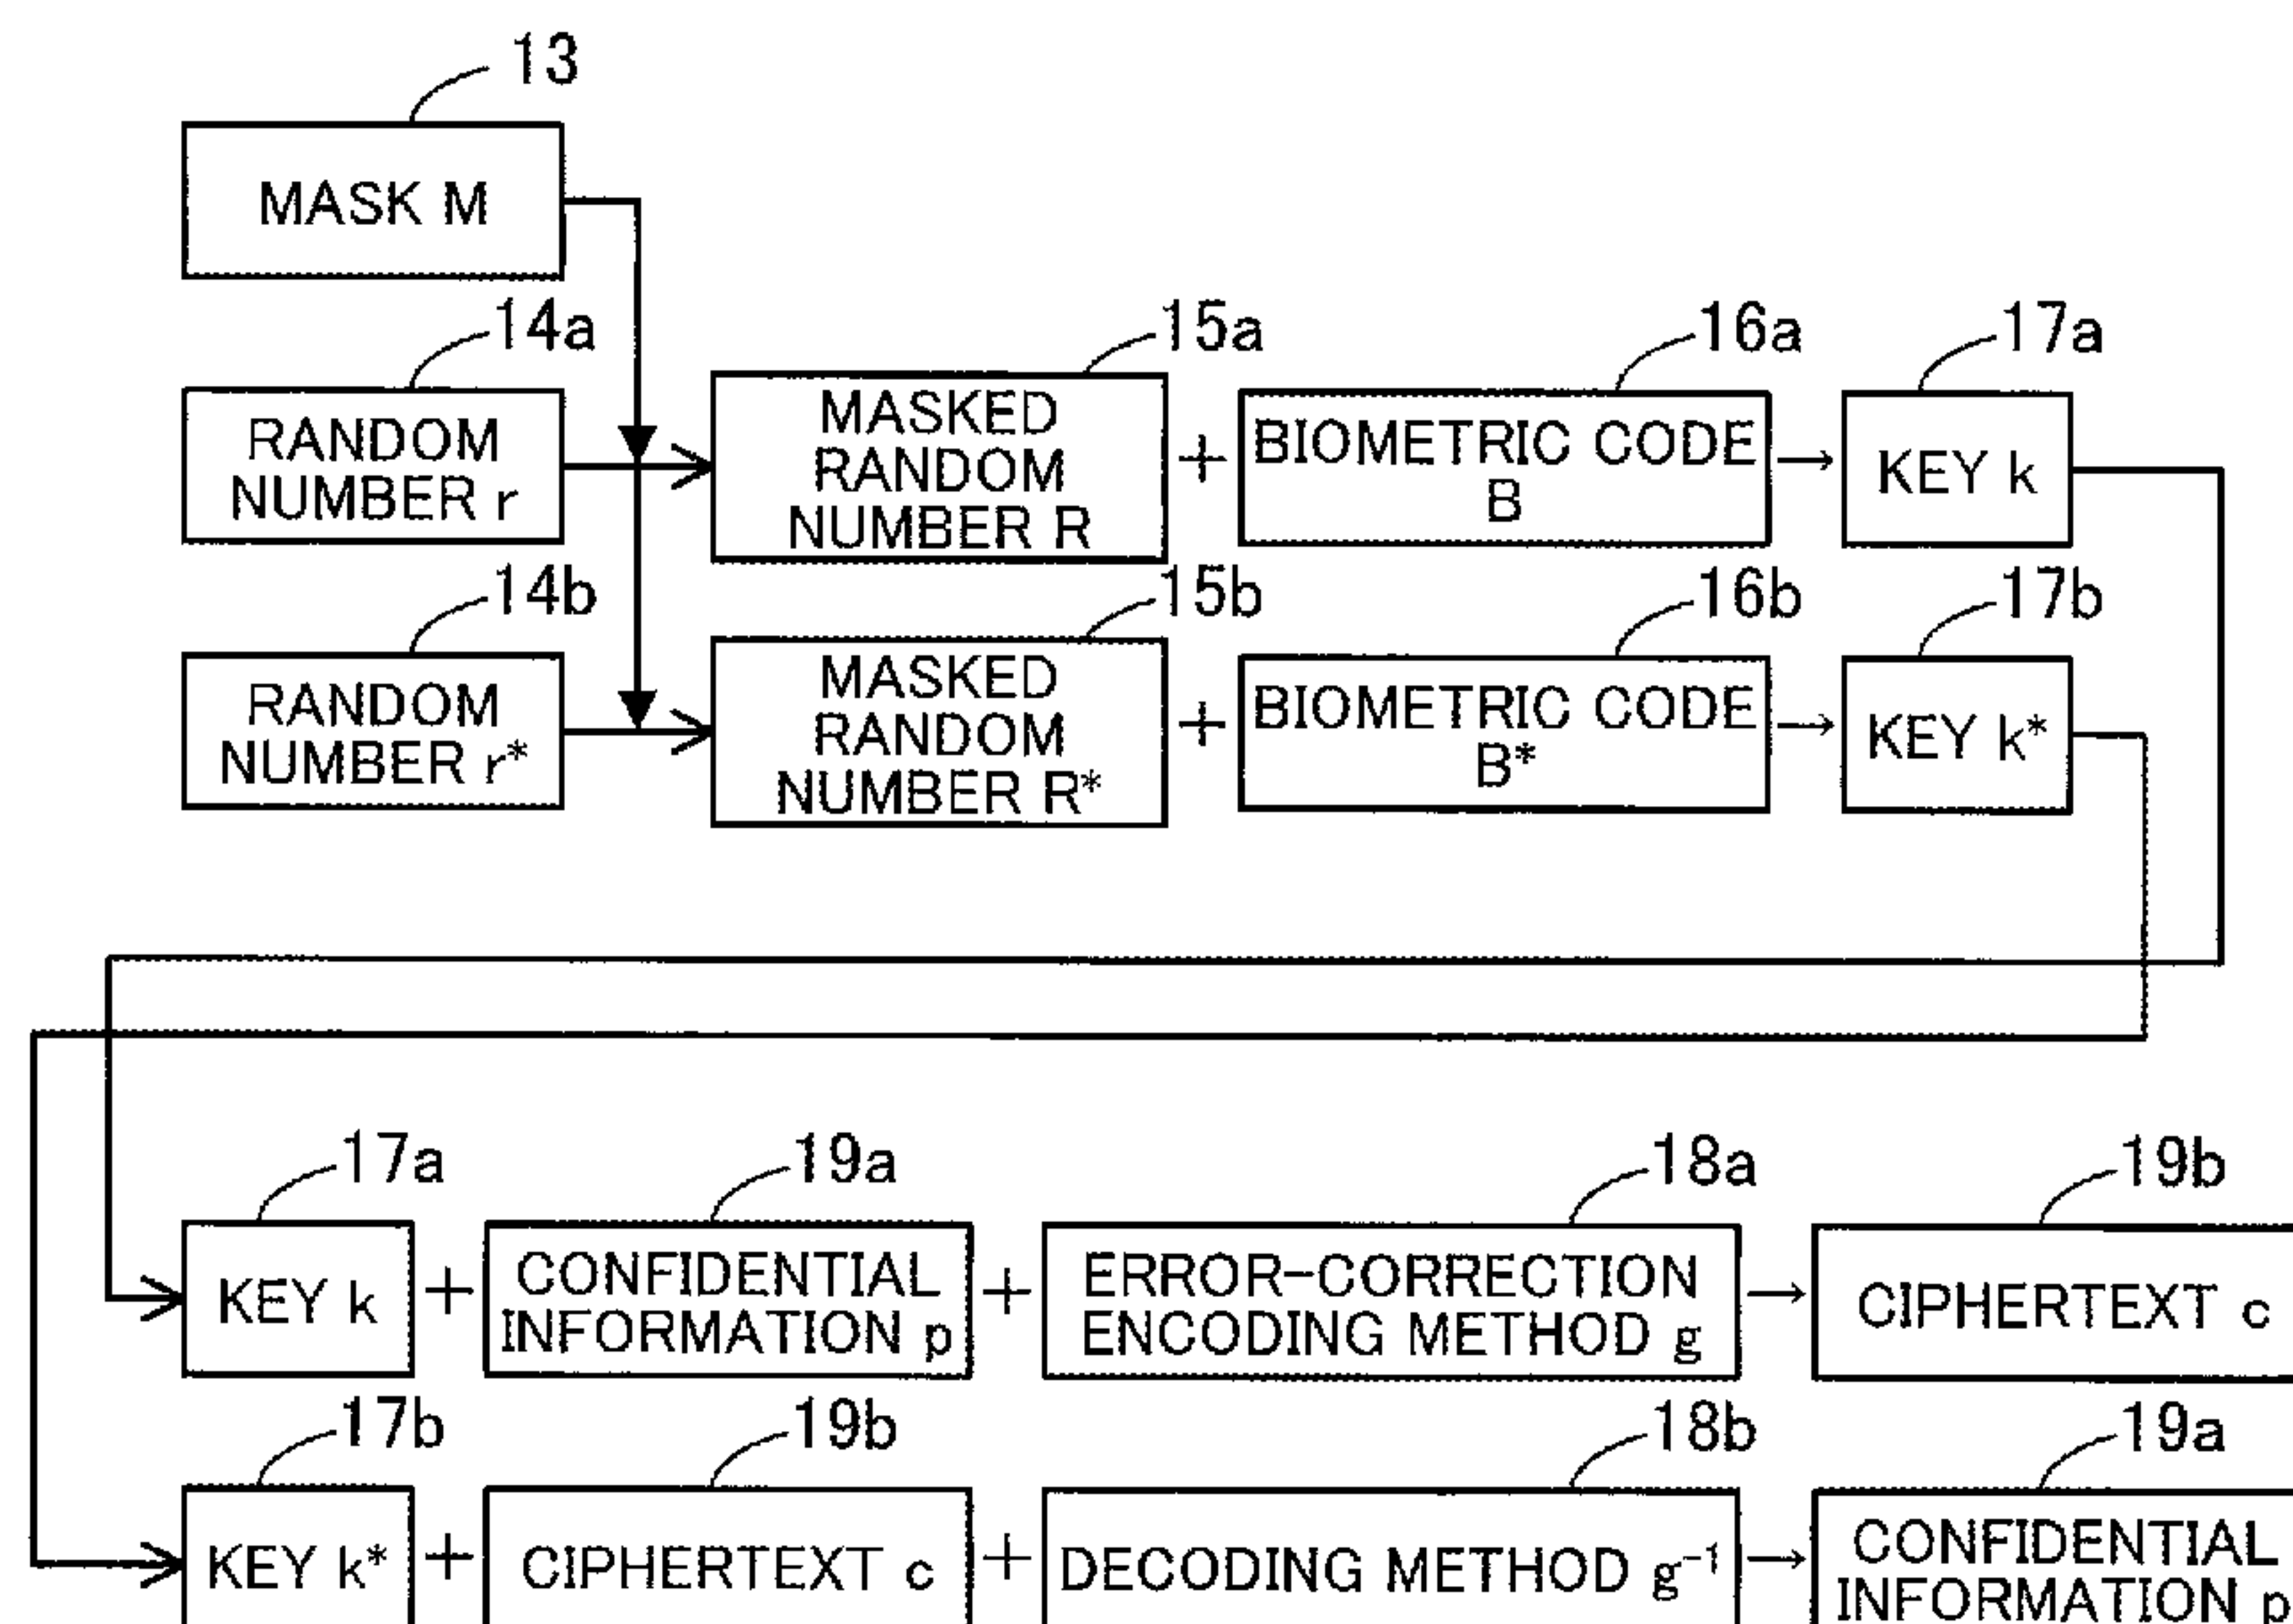 13
MASK M
14a
15a
16a
17a
RANDOM
NUMBER r
MASKED
RANDOM
NUMBER R
+
BIOMETRIC CODE
B
→
KEY k
14b
15b
16b
17b
RANDOM
NUMBER r*
MASKED
RANDOM
NUMBER R*
+
BIOMETRIC CODE
B*
→
KEY k*
17a
19a
18a
19b
KEY k
+
CONFIDENTIAL
INFORMATION p
+
ERROR-CORRECTION
ENCODING METHOD g
→
CIPHERTEXT c
17b
19b
18b
19a
KEY k*
+
CIPHERTEXT c
+
DECODING METHOD g⁻¹
→
CONFIDENTIAL
INFORMATION p